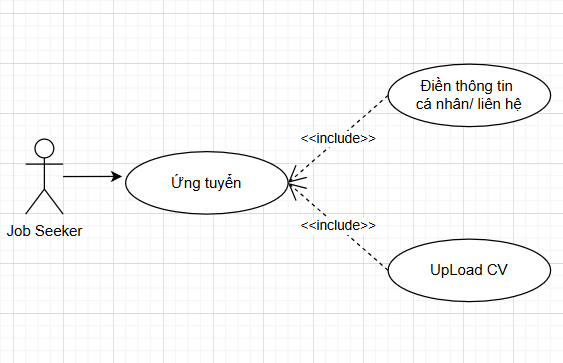 Điền thông tin
cá nhân/ liên hệ
<<include>>
Ứng tuyển
Job Seeker
<<include>>
UpLoad CV